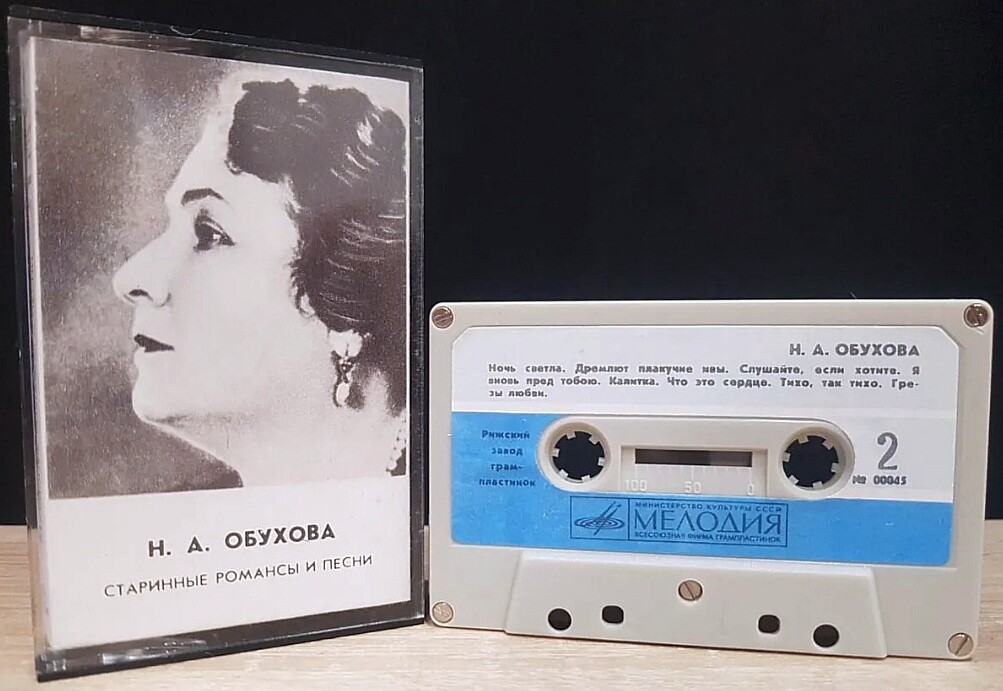 Н. А. ОБУХОВА
СТАРИННЫЕ РОМАНСЫ И ПЕСНИ
Н. А. ОБУХОВА
Ночь светла. Дремлют плакучие ивы. Слушайте, если хотите. Я
вновь пред тобою. Калитка. Что это сердце. Тихо, так тихо. Гре-
зы любви.
Рижский
завод
грам-
пластинок
2
№ 00045
100 50 0
МИНИСТЕРСТВО КУЛЬТУРЫ СССР
МЕЛОДИЯ
ВСЕСОЮЗНАЯ ФИРМА ГРАМПЛАСТИНОК